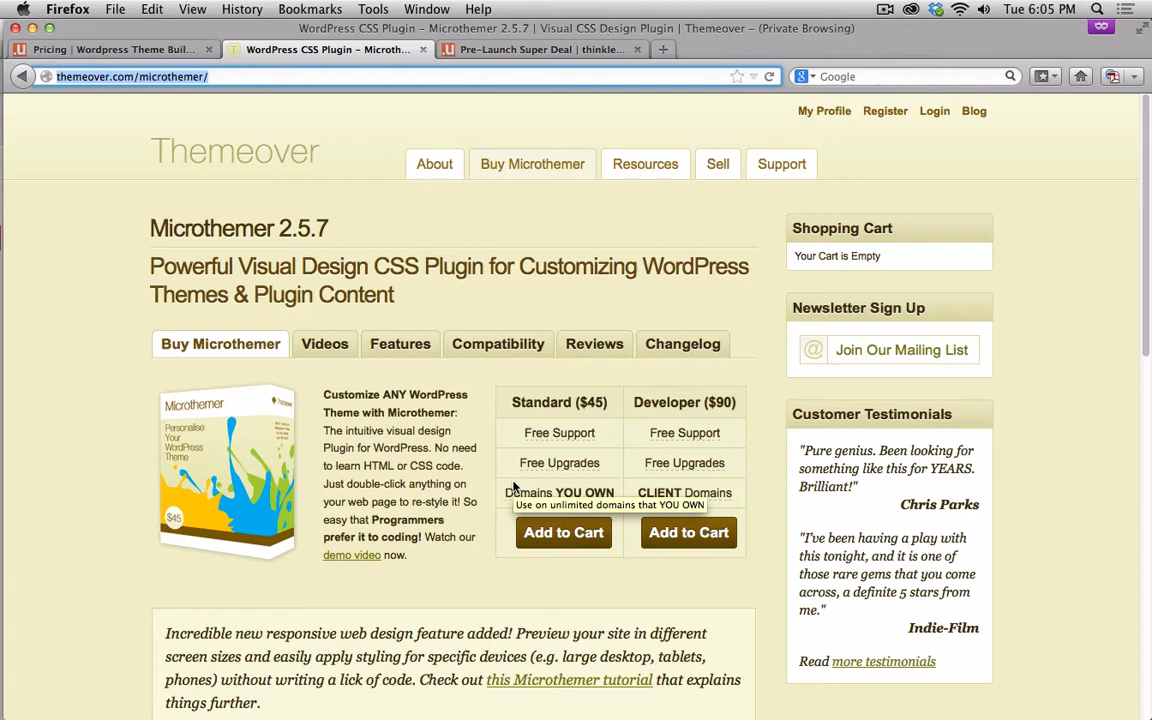 Firefox File Edit View History Bookmarks Tools Window Help Tue 6:05 PM
WordPress CSS Plugin - Microthemer 2.5.7 | Visual Design Plugin | Themeover - (Private Browsing)
Pricing | Wordpress Theme Buil...
WordPress CSS Plugin – Microth...
Pre-Launch Super Deal | thinkle...
themeover.com/microthemer/
Google
My Profile Register Login Blog
Themeover
About Buy Microthemer Resources Sell Support
Microthemer 2.5.7
Powerful Visual Design CSS Plugin for Customizing WordPress
Themes & Plugin Content
Buy Microthemer Videos Features Compatibility Reviews Changelog
Microthemer
Themeover
Personalise
Your
WordPress
Theme
$45
Customize ANY WordPress
Theme with Microthemer:
The intuitive visual design
Plugin for WordPress. No need
to learn HTML or CSS code.
Just double-click anything on
your web page to re-style it! So
easy that Programmers
prefer it to coding! Watch our
demo video now.
Standard ($45) Developer ($90)
Free Support Free Support
Free Upgrades Free Upgrades
Domains YOU OWN CLIENT Domains
Use on unlimited domains that YOU OWN
Add to Cart Add to Cart
Incredible new responsive web design feature added! Preview your site in different
screen sizes and easily apply styling for specific devices (e.g. large desktop, tablets,
phones) without writing a lick of code. Check out this Microthemer tutorial that explains
things further.
Shopping Cart
Your Cart is Empty
Newsletter Sign Up
@ Join Our Mailing List
Customer Testimonials
"Pure genius. Been looking for
something like this for YEARS.
Brilliant!"
Chris Parks
"I've been having a play with
this tonight, and it is one of
those rare gems that you come
across, a definite 5 stars from
me."
Indie-Film
Read more testimonials